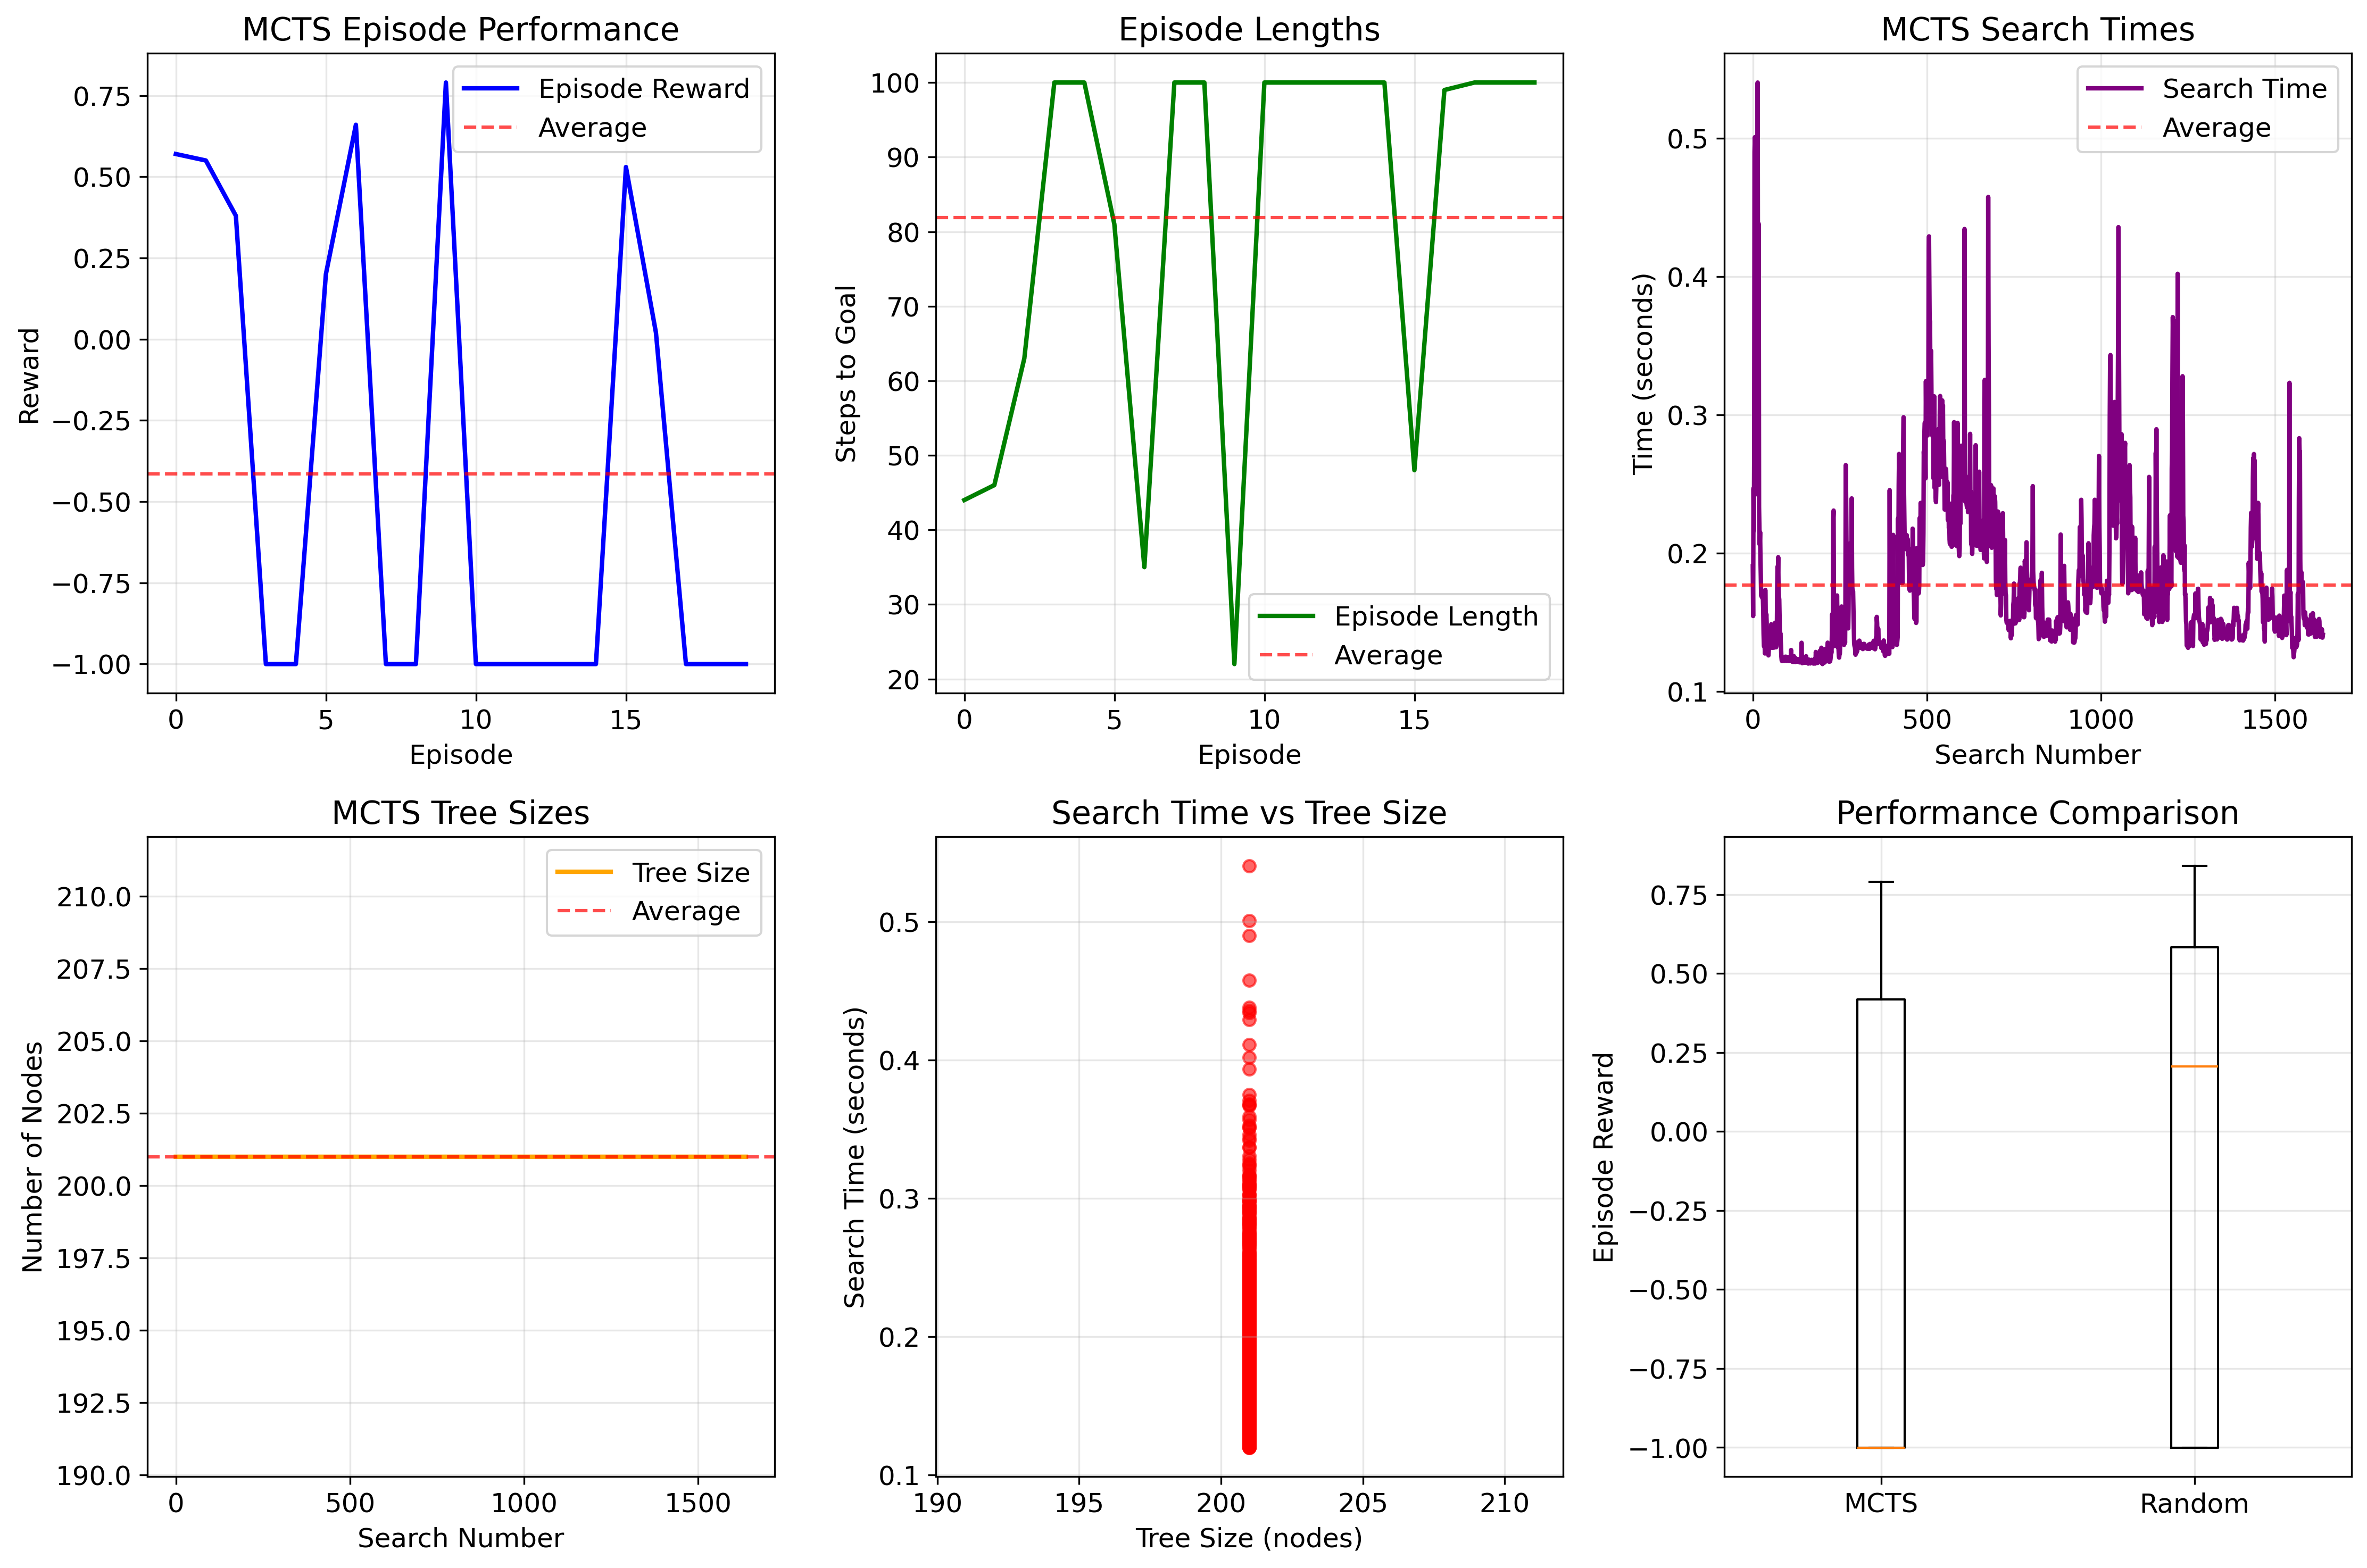 MCTS Episode Performance
Reward
0.75
0.50
0.25
0.00
−0.25
−0.50
−0.75
−1.00
Episode Reward
Average
0
5
10
15
Episode
Episode Lengths
Steps to Goal
100
90
80
70
60
50
40
30
20
Episode Length
Average
0
5
10
15
Episode
MCTS Search Times
Time (seconds)
0.5
0.4
0.3
0.2
0.1
Search Time
Average
0
500
1000
1500
Search Number
MCTS Tree Sizes
Number of Nodes
210.0
207.5
205.0
202.5
200.0
197.5
195.0
192.5
190.0
Tree Size
Average
0
500
1000
1500
Search Number
Search Time vs Tree Size
Search Time (seconds)
0.5
0.4
0.3
0.2
0.1
190
195
200
205
210
Tree Size (nodes)
Performance Comparison
Episode Reward
0.75
0.50
0.25
0.00
−0.25
−0.50
−0.75
−1.00
MCTS
Random